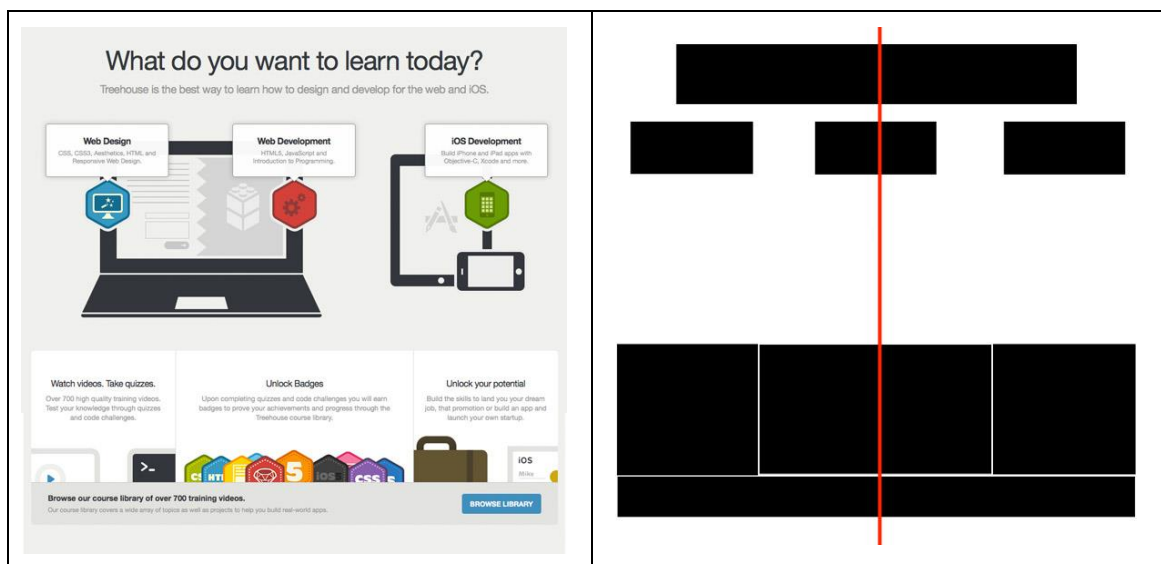 What do you want to learn today?
Treehouse is the best way to learn how to design and develop for the web and iOS.
Web Design
CSS, CSS3, Aesthetics, HTML and
Responsive Web Design.
Web Development
HTML5, JavaScript and
Introduction to Programming.
iOS Development
Build iPhone and iPad apps with
Objective-C, Xcode and more.
Watch videos. Take quizzes.
Over 700 high quality training videos.
Test your knowledge through quizzes
and code challenges.
Unlock Badges
Upon completing quizzes and code challenges you will earn
badges to prove your achievements and progress through the
Treehouse course library.
Unlock your potential
Build the skills to land you your dream
job, that promotion or build an app and
launch your own startup.
>_
CS
HT
5
iOS
CSS
5
iOS
Browse our course library of over 700 training videos.
Our course library covers a wide array of topics as well as projects to help you build real-world apps.
BROWSE LIBRARY